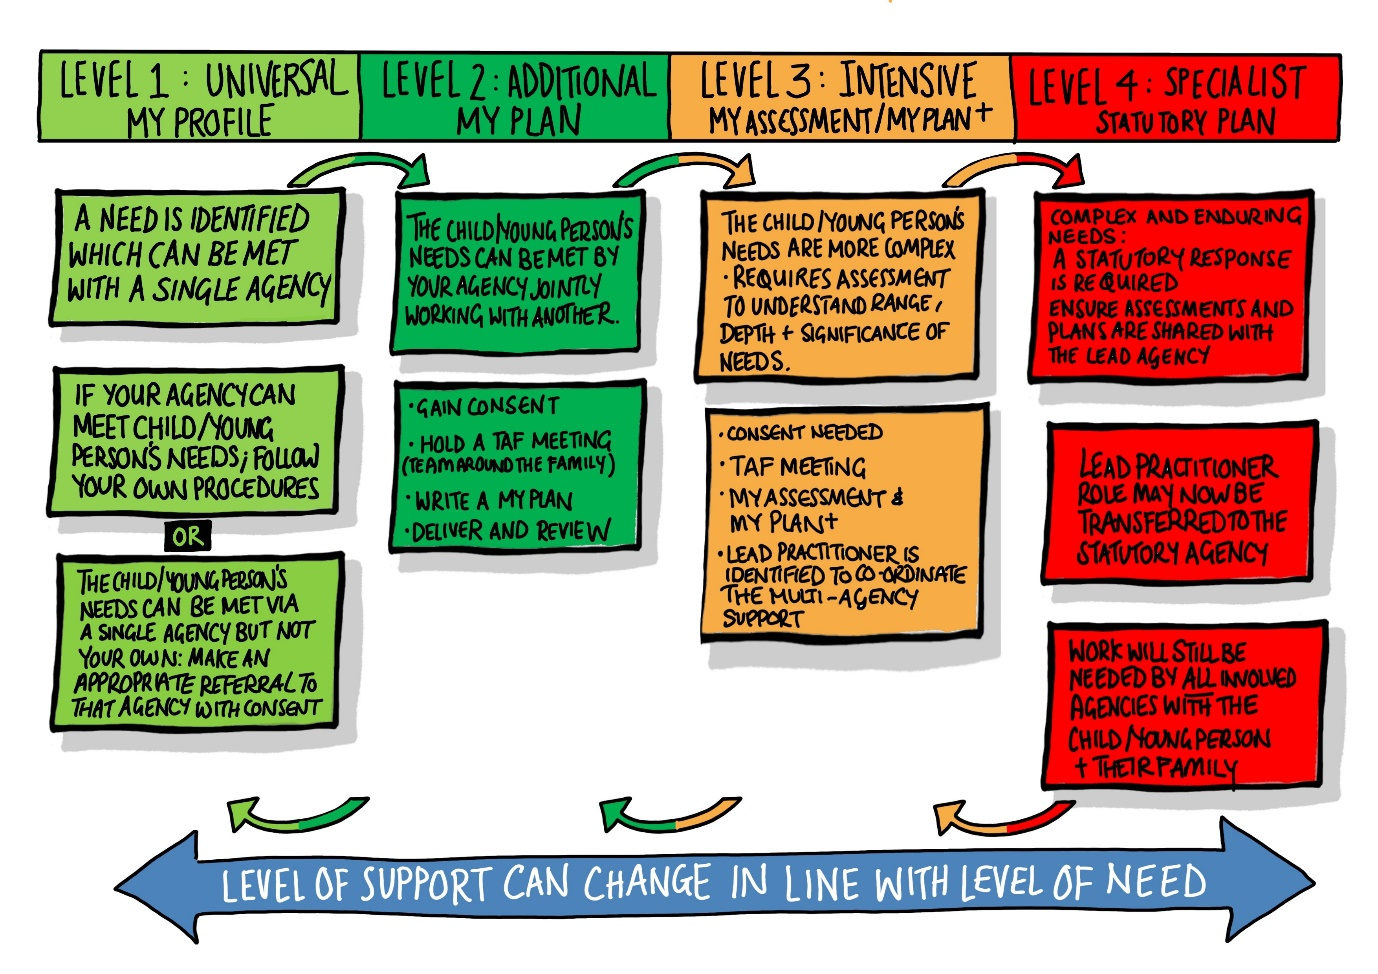 LEVEL 1 : UNIVERSAL
MY PROFILE
LEVEL 2 : ADDITIONAL
MY PLAN
LEVEL 3 : INTENSIVE
MY ASSESSMENT/MY PLAN+
LEVEL 4 : SPECIALIST
STATUTORY PLAN
A NEED IS IDENTIFIED
WHICH CAN BE MET
WITH A SINGLE AGENCY
IF YOUR AGENCY CAN
MEET CHILD/YOUNG
PERSON'S NEEDS; FOLLOW
YOUR OWN PROCEDURES
OR
THE CHILD/YOUNG PERSON'S
NEEDS CAN BE MET VIA
A SINGLE AGENCY BUT NOT
YOUR OWN: MAKE AN
APPROPRIATE REFERRAL TO
THAT AGENCY WITH CONSENT
THE CHILD/YOUNG PERSON'S
NEEDS CAN BE MET BY
YOUR AGENCY JOINTLY
WORKING WITH ANOTHER.
· GAIN CONSENT
· HOLD A TAF MEETING
(TEAM AROUND THE FAMILY)
· WRITE A MY PLAN
· DELIVER AND REVIEW
THE CHILD/YOUNG PERSON'S
NEEDS ARE MORE COMPLEX
· REQUIRES ASSESSMENT
TO UNDERSTAND RANGE,
DEPTH + SIGNIFICANCE OF
NEEDS.
· CONSENT NEEDED
· TAF MEETING
· MY ASSESSMENT &
MY PLAN+
· LEAD PRACTITIONER IS
IDENTIFIED TO CO-ORDINATE
THE MULTI-AGENCY
SUPPORT
COMPLEX AND ENDURING
NEEDS:
A STATUTORY RESPONSE
IS REQUIRED
ENSURE ASSESSMENTS AND
PLANS ARE SHARED WITH
THE LEAD AGENCY
LEAD PRACTITIONER
ROLE MAY NOW BE
TRANSFERRED TO THE
STATUTORY AGENCY
WORK WILL STILL BE
NEEDED BY ALL INVOLVED
AGENCIES WITH THE
CHILD/YOUNG PERSON
+ THEIR FAMILY
LEVEL OF SUPPORT CAN CHANGE IN LINE WITH LEVEL OF NEED